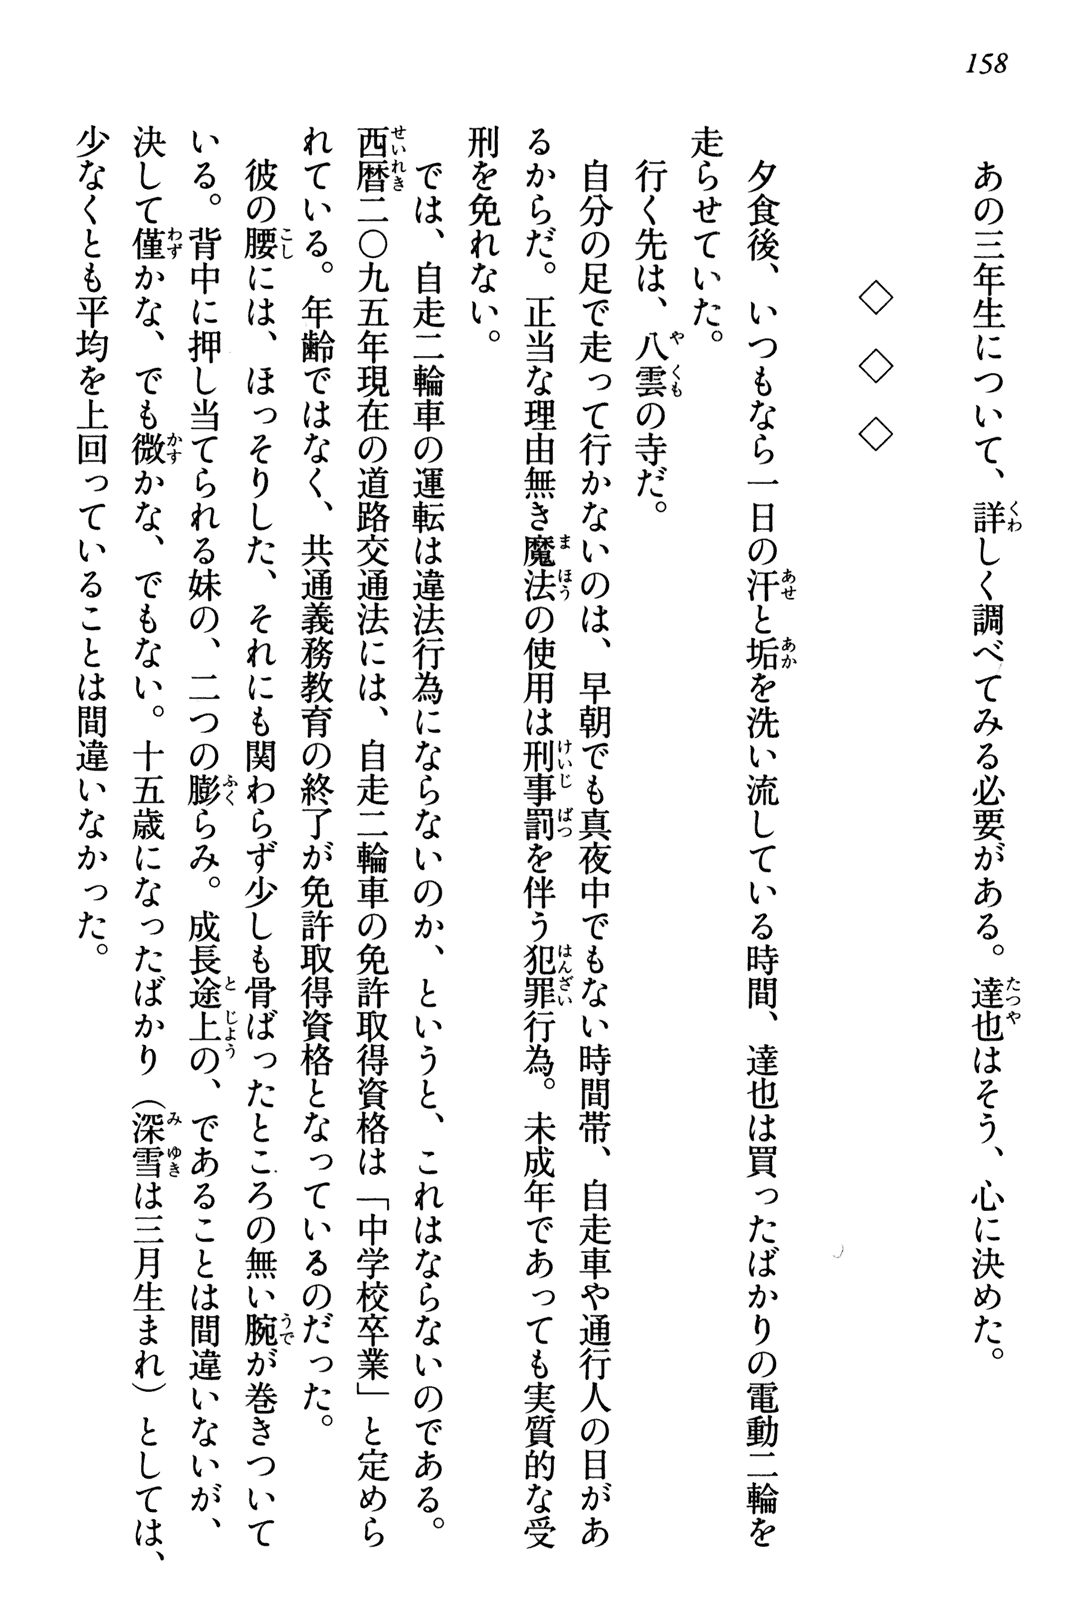 158
あの三年生について、詳しく調べてみる必要がある。達也はそう、心に決めた。
◇ ◇ ◇
夕食後、いつもなら一日の汗と垢を洗い流している時間、達也は買ったばかりの電動二輪を
走らせていた。
行く先は、八雲の寺だ。
自分の足で走って行かないのは、早朝でも真夜中でもない時間帯、自走車や通行人の目があ
るからだ。正当な理由無き魔法の使用は刑事罰を伴う犯罪行為。未成年であっても実質的な受
刑を免れない。
では、自走二輪車の運転は違法行為にならないのか、というと、これはならないのである。
西暦二〇九五年現在の道路交通法には、自走二輪車の免許取得資格は「中学校卒業」と定めら
れている。年齢ではなく、共通義務教育の終了が免許取得資格となっているのだった。
彼の腰には、ほっそりした、それにも関わらず少しも骨ばったところの無い腕が巻きついて
いる。背中に押し当てられる妹の、二つの膨らみ。成長途上の、であることは間違いないが、
決して僅かな、でも微かな、でもない。十五歳になったばかり（深雪は三月生まれ）としては、
少なくとも平均を上回っていることは間違いなかった。